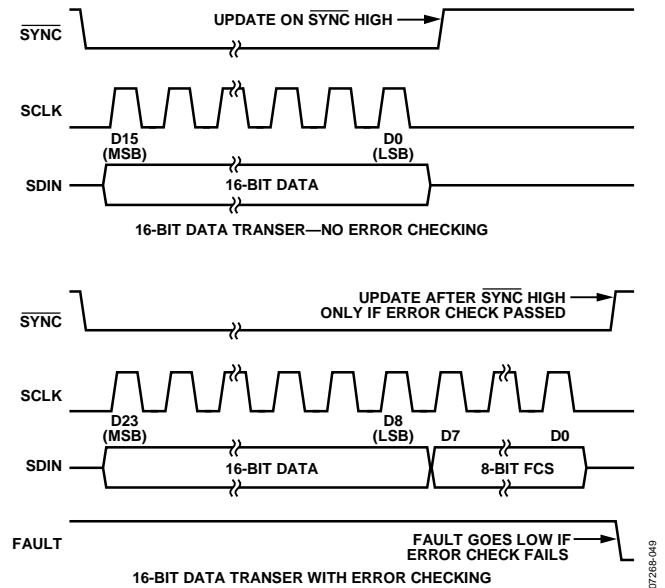 UPDATE ON SYNC HIGH
SYNC
SCLK
D15
(MSB)
D0
(LSB)
SDIN
16-BIT DATA
16-BIT DATA TRANSER—NO ERROR CHECKING
UPDATE AFTER SYNC HIGH
ONLY IF ERROR CHECK PASSED
SYNC
SCLK
D23
(MSB)
D8
(LSB)
D7
D0
SDIN
16-BIT DATA
8-BIT FCS
FAULT
FAULT GOES LOW IF
ERROR CHECK FAILS
16-BIT DATA TRANSER WITH ERROR CHECKING
07268-049